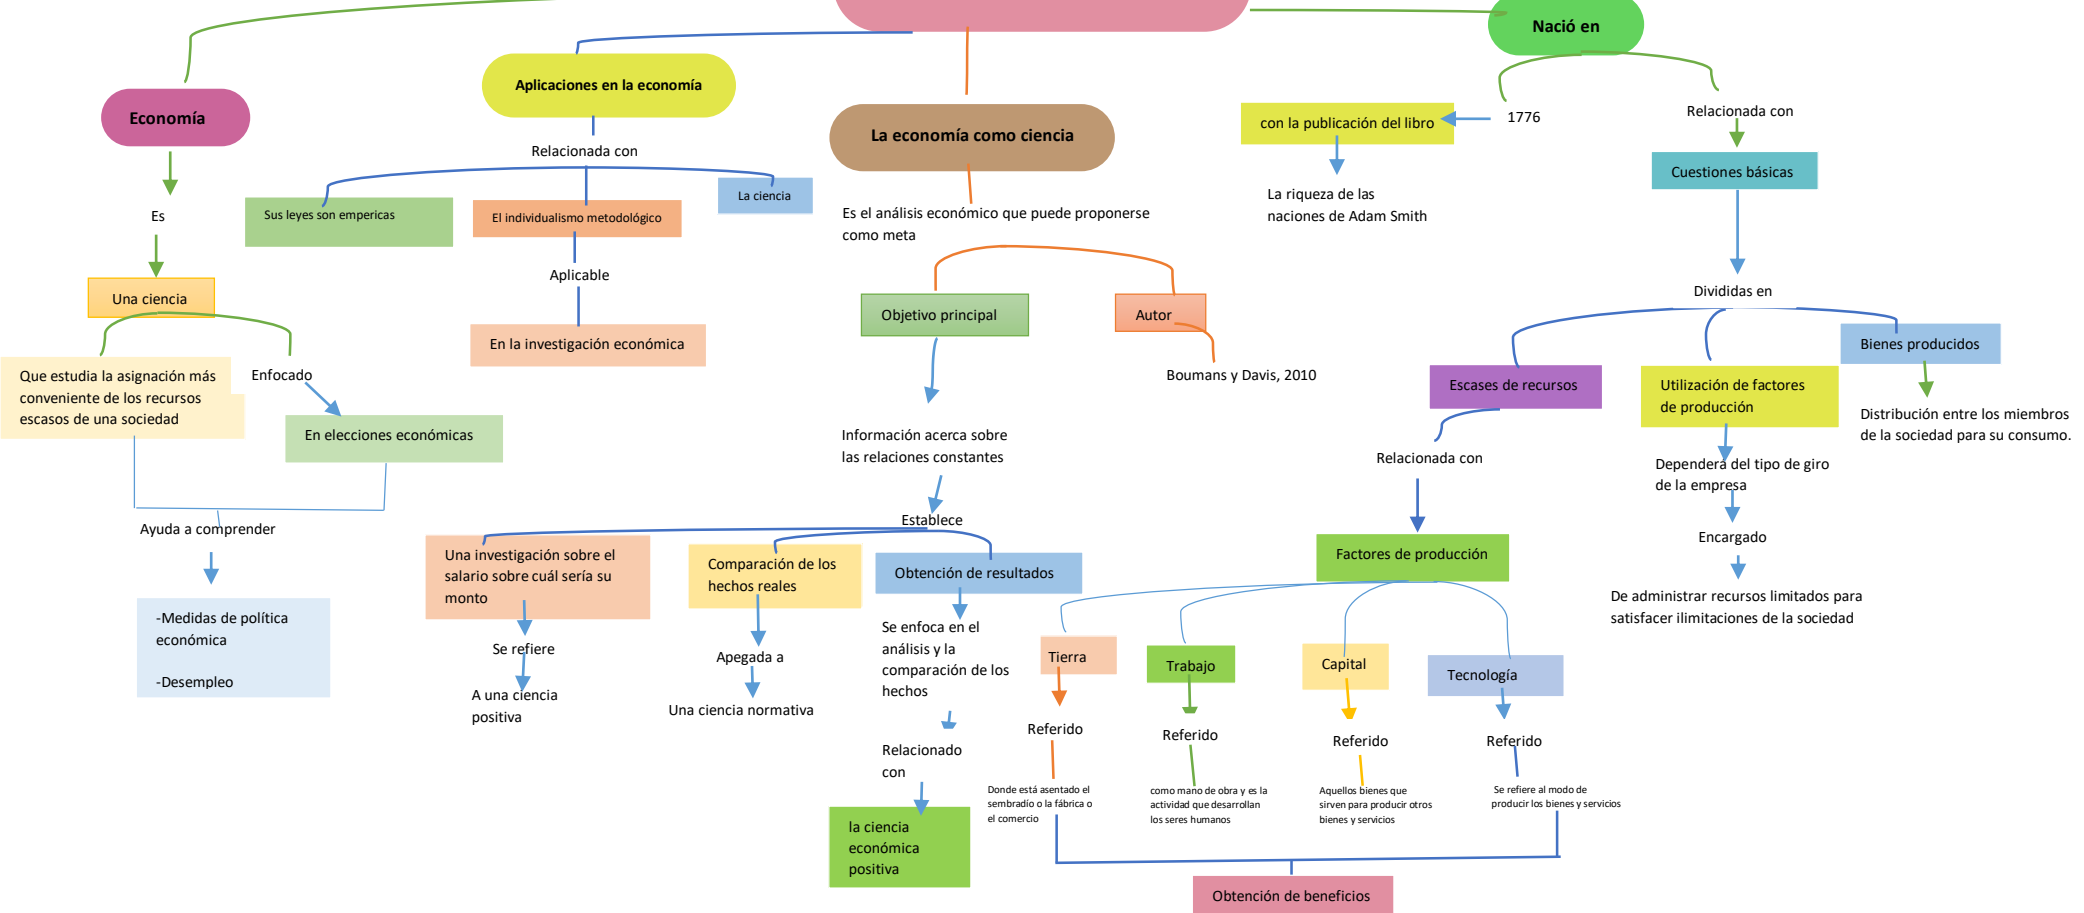 Nació en
Economía
Aplicaciones en la economía
La economía como ciencia
1776
con la publicación del libro
La riqueza de las
naciones de Adam Smith
Relacionada con
Cuestiones básicas
Divididas en
Es
Una ciencia
Que estudia la asignación más
conveniente de los recursos
escasos de una sociedad
Enfocado
En elecciones económicas
Ayuda a comprender
-Medidas de política
económica
-Desempleo
Relacionada con
Sus leyes son empericas
El individualismo metodológico
La ciencia
Aplicable
En la investigación económica
Es el análisis económico que puede proponerse
como meta
Objetivo principal
Autor
Boumans y Davis, 2010
Información acerca sobre
las relaciones constantes
Establece
Una investigación sobre el
salario sobre cuál sería su
monto
Se refiere
A una ciencia
positiva
Comparación de los
hechos reales
Apegada a
Una ciencia normativa
Obtención de resultados
Se enfoca en el
análisis y la
comparación de los
hechos
Relacionado
con
la ciencia
económica
positiva
Escases de recursos
Relacionada con
Factores de producción
Tierra
Trabajo
Capital
Tecnología
Referido
Referido
Referido
Referido
Donde está asentado el
sembradío o la fábrica o
el comercio
como mano de obra y es la
actividad que desarrollan
los seres humanos
Aquellos bienes que
sirven para producir otros
bienes y servicios
Se refiere al modo de
producir los bienes y servicios
Obtención de beneficios
Utilización de factores
de producción
Dependerá del tipo de giro
de la empresa
Encargado
De administrar recursos limitados para
satisfacer ilimitaciones de la sociedad
Bienes producidos
Distribución entre los miembros
de la sociedad para su consumo.